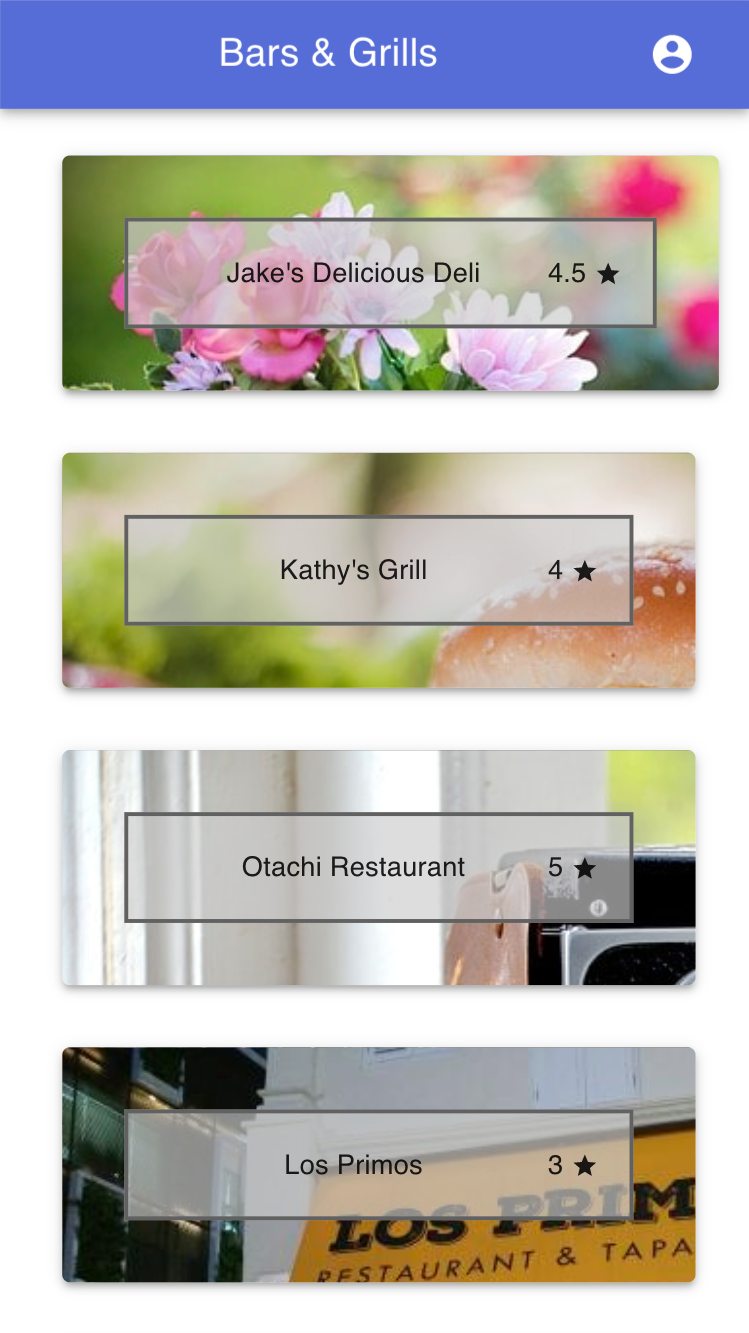 Bars & Grills
Jake's Delicious Deli 4.5 ★
Kathy's Grill 4 ★
Otachi Restaurant 5 ★
Los Primos 3 ★
LOS PRIM
RESTAURANT & TAPA